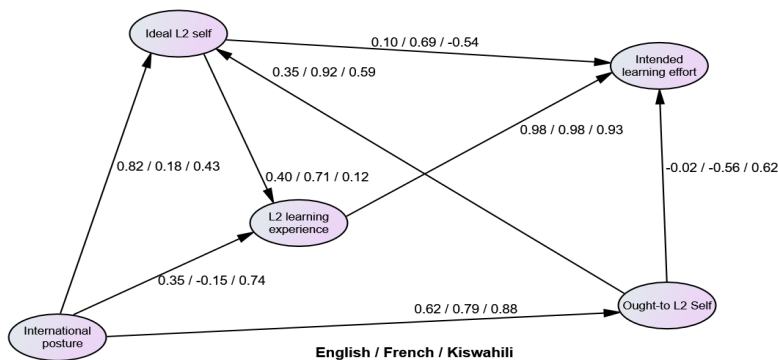 Ideal L2 self
0.10 / 0.69 / -0.54
Intended
learning effort
0.35 / 0.92 / 0.59
0.98 / 0.98 / 0.93
0.82 / 0.18 / 0.43
0.40 / 0.71 / 0.12
-0.02 / -0.56 / 0.62
L2 learning
experience
0.35 / -0.15 / 0.74
Ought-to L2 Self
0.62 / 0.79 / 0.88
International
posture
English / French / Kiswahili